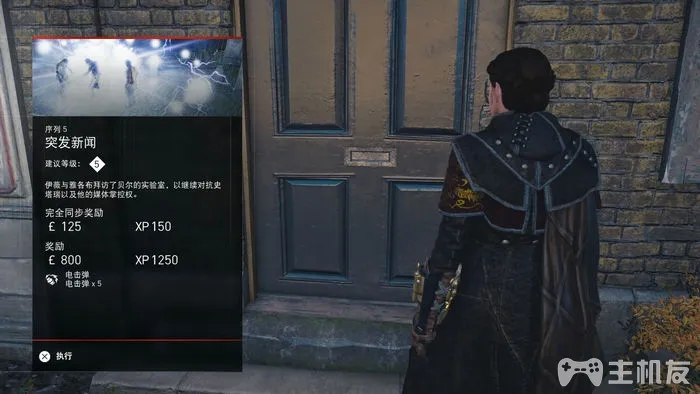 序列 5
突发新闻
建议等级: 5
伊薇与雅各布拜访了贝尔的实验室，以继续对抗史
塔瑞以及他的媒体掌控权。
完全同步奖励
£ 125 XP 150
奖励
£ 800 XP 1250
电击弹
电击弹 x 5
执行
主机友